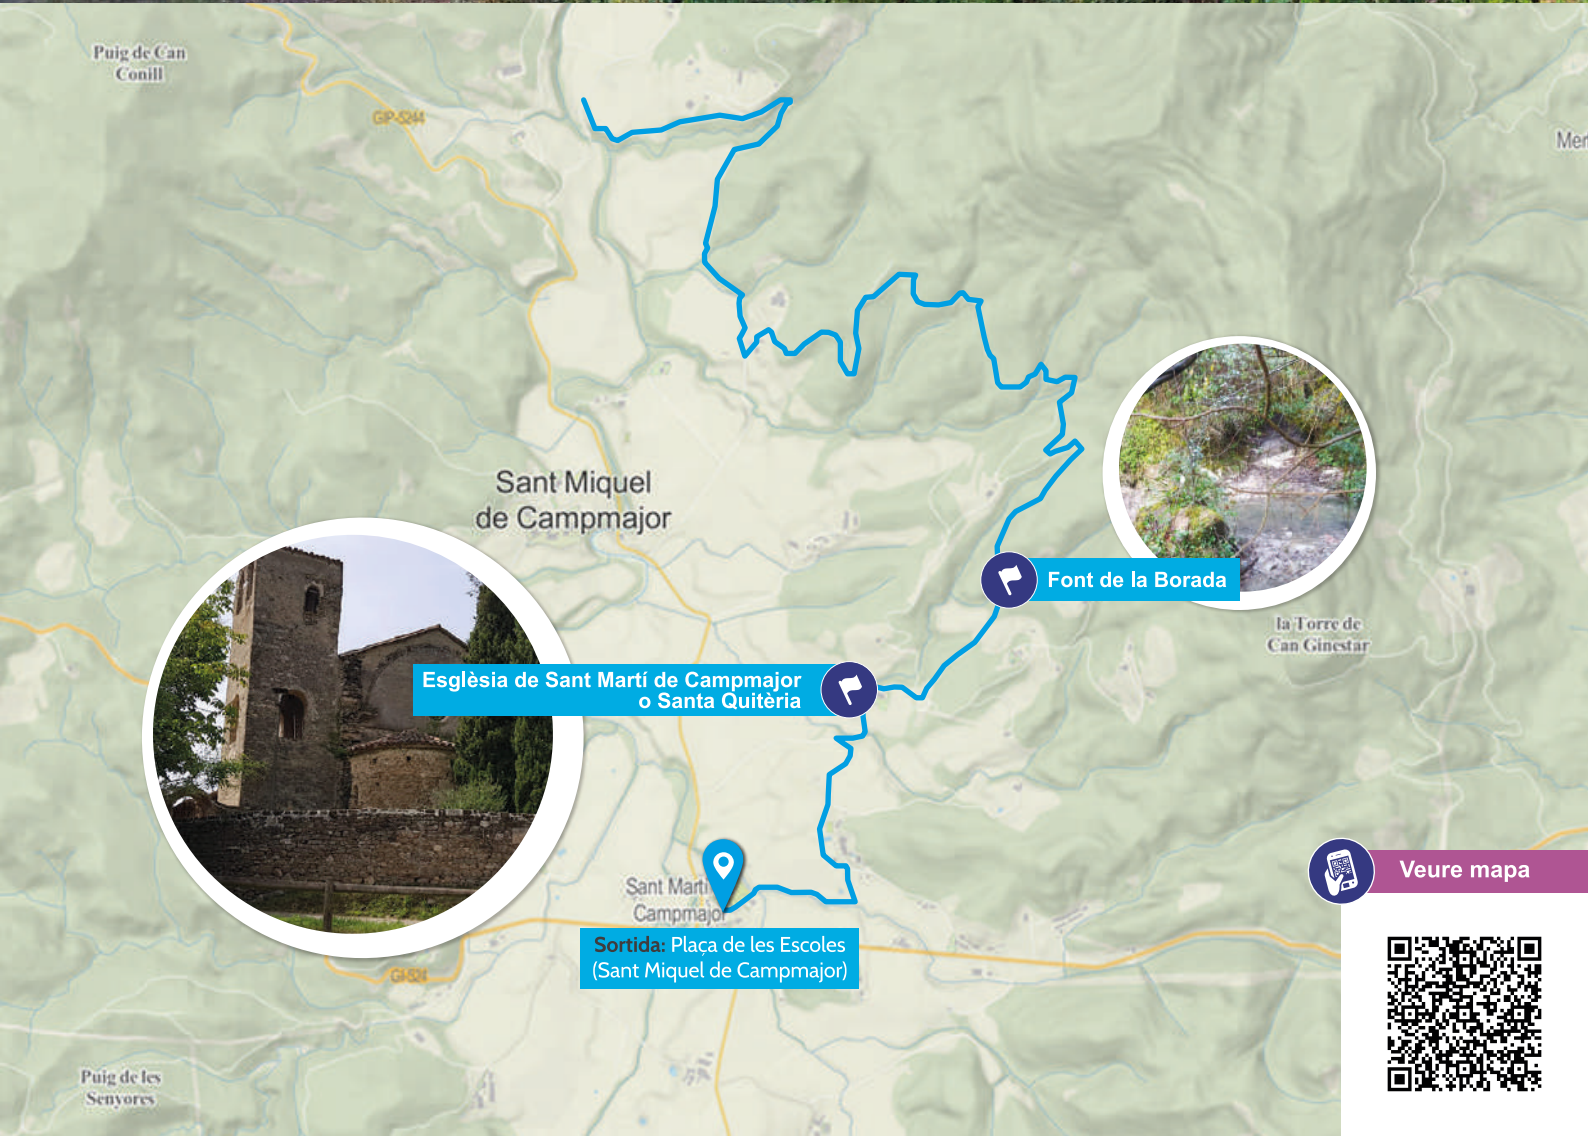 Puig de Can
Conill
GIP-5244
Mer
Sant Miquel
de Campmajor
Font de la Borada
la Torre de
Can Ginestar
Esglèsia de Sant Martí de Campmajor
o Santa Quitèria
Veure mapa
Sant Martí
Campmajor
Sortida: Plaça de les Escoles
(Sant Miquel de Campmajor)
GI-524
Puig de les
Senyores